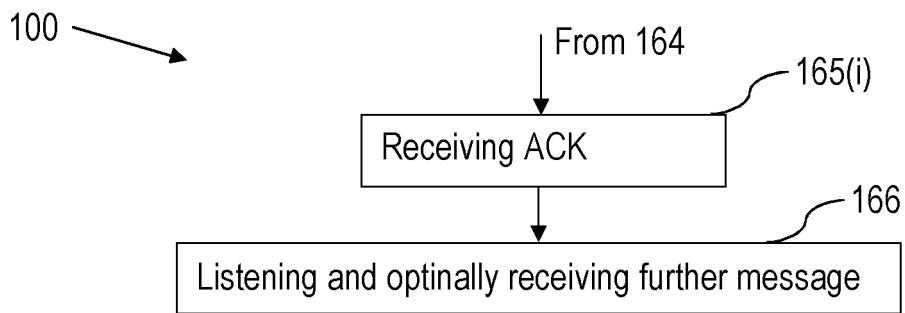 100
From 164
165(i)
Receiving ACK
166
Listening and optinally receiving further message